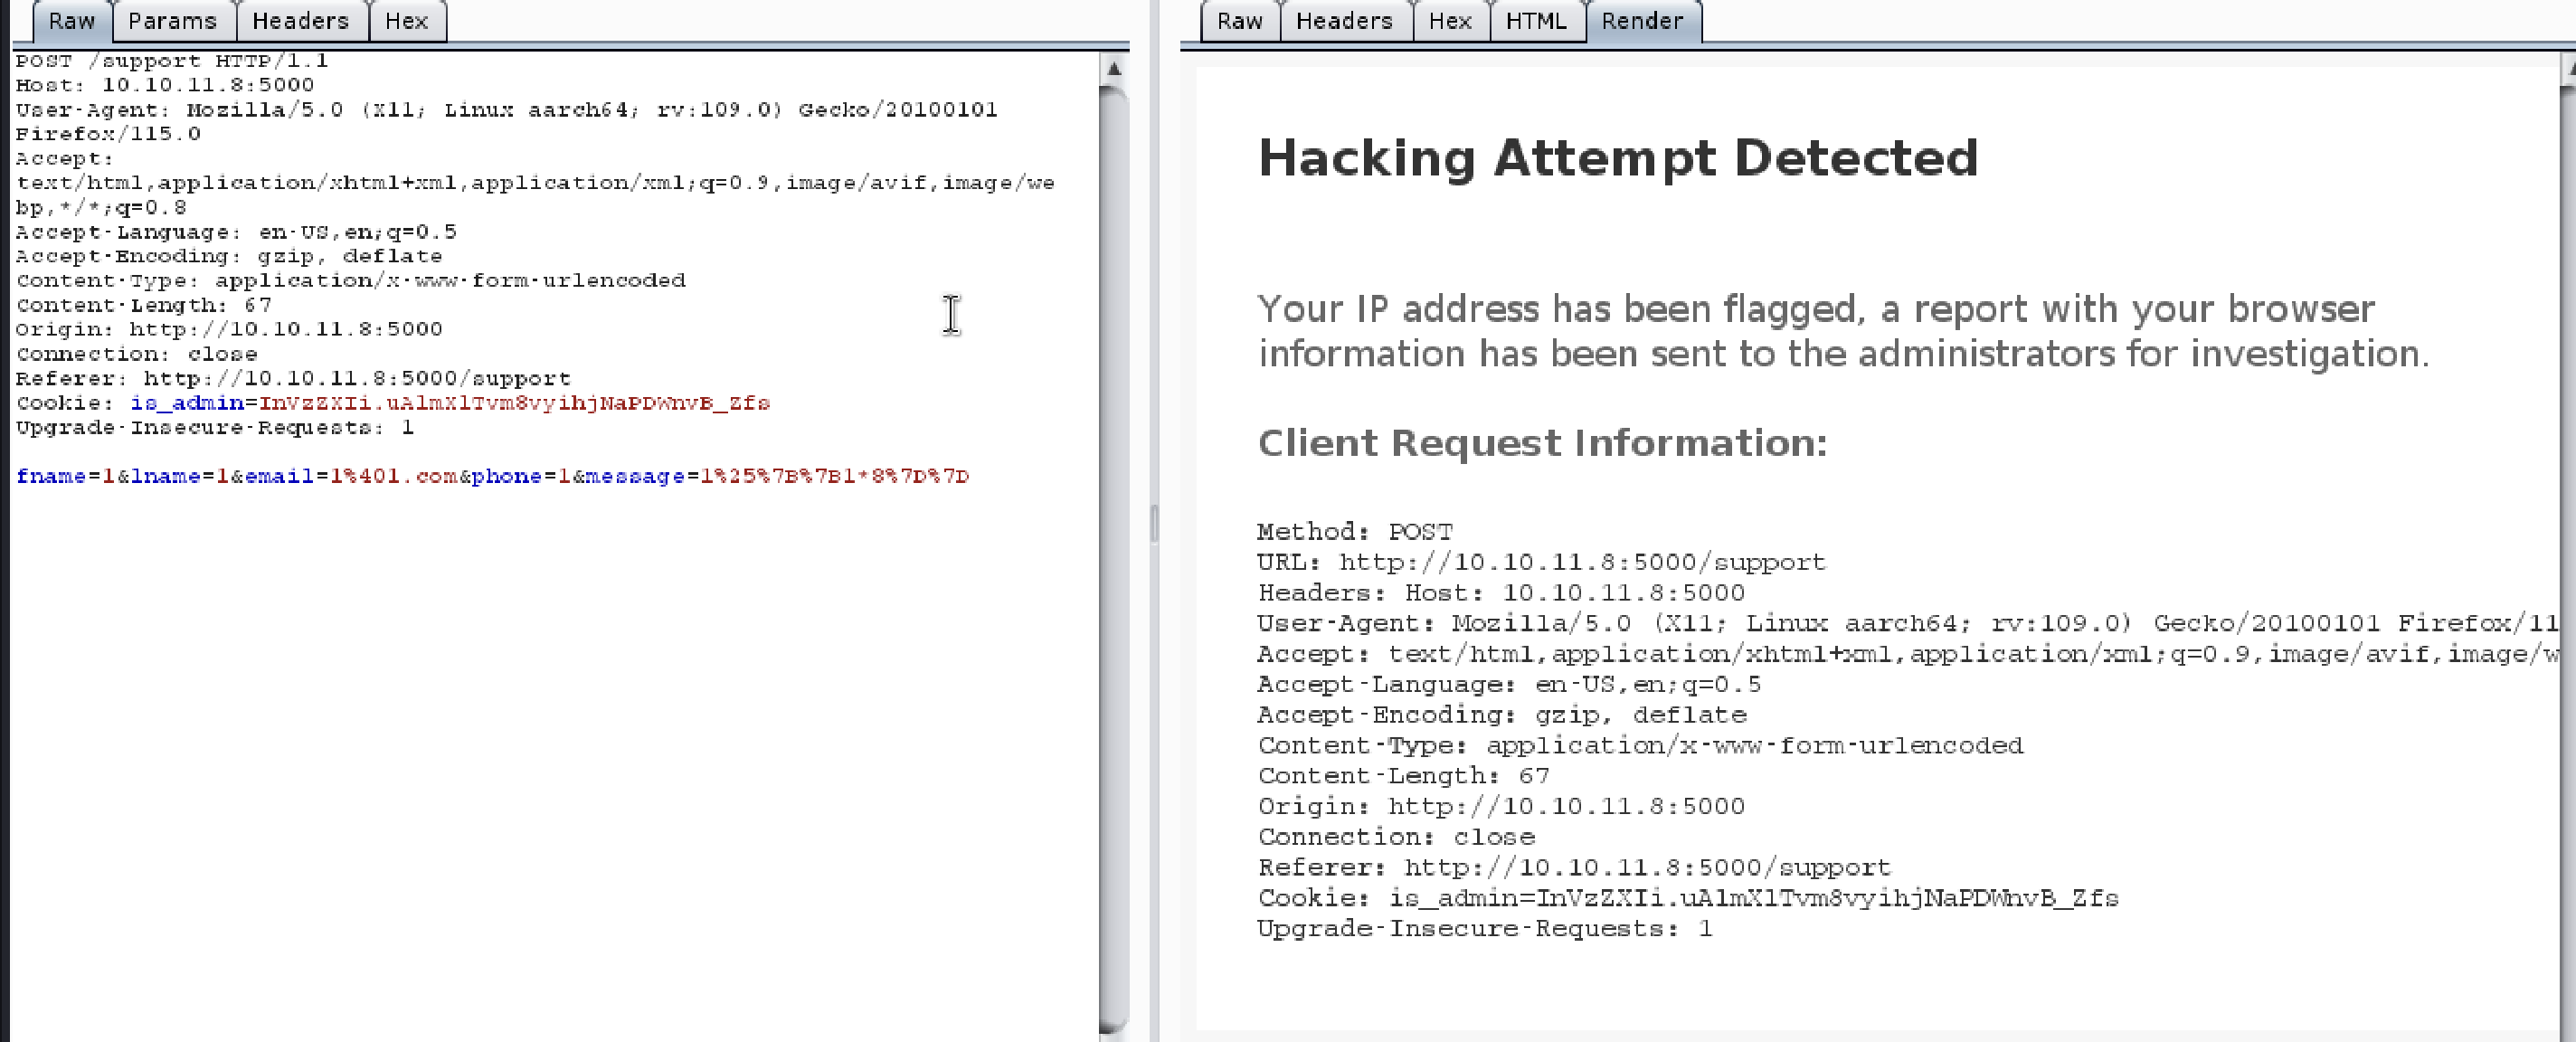 Raw Params Headers Hex
POST /support HTTP/1.1
Host: 10.10.11.8:5000
User-Agent: Mozilla/5.0 (X11; Linux aarch64; rv:109.0) Gecko/20100101
Firefox/115.0
Accept:
text/html,application/xhtml+xml,application/xml;q=0.9,image/avif,image/we
bp,*/*;q=0.8
Accept-Language: en-US,en;q=0.5
Accept-Encoding: gzip, deflate
Content-Type: application/x-www-form-urlencoded
Content-Length: 67
Origin: http://10.10.11.8:5000
Connection: close
Referer: http://10.10.11.8:5000/support
Cookie: is_admin=InVzZXIi.uAlmXlTvm8vyihjNaPDWnvB_Zfs
Upgrade-Insecure-Requests: 1
fname=1&lname=1&email=1%401.com&phone=1&message=1%25%7B%7B1*8%7D%7D
Raw Headers Hex HTML Render
Hacking Attempt Detected
Your IP address has been flagged, a report with your browser
information has been sent to the administrators for investigation.
Client Request Information:
Method: POST
URL: http://10.10.11.8:5000/support
Headers: Host: 10.10.11.8:5000
User-Agent: Mozilla/5.0 (X11; Linux aarch64; rv:109.0) Gecko/20100101 Firefox/11
Accept: text/html,application/xhtml+xml,application/xml;q=0.9,image/avif,image/w
Accept-Language: en-US,en;q=0.5
Accept-Encoding: gzip, deflate
Content-Type: application/x-www-form-urlencoded
Content-Length: 67
Origin: http://10.10.11.8:5000
Connection: close
Referer: http://10.10.11.8:5000/support
Cookie: is_admin=InVzZXIi.uAlmXlTvm8vyihjNaPDWnvB_Zfs
Upgrade-Insecure-Requests: 1